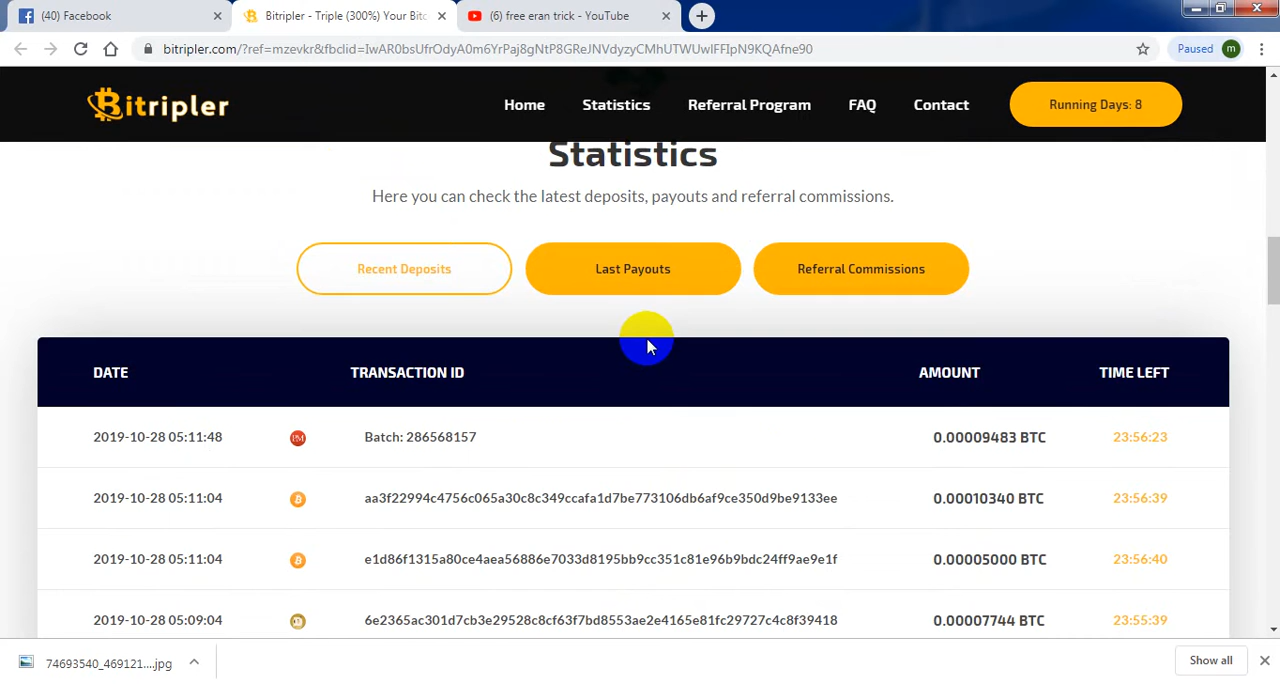 (40) Facebook
Bitripler - Triple (300%) Your Bitc
(6) free eran trick - YouTube
bitripler.com/?ref=mzevkr&fbclid=IwAR0bsUfrOdyA0m6YrPaj8gNtP8GReJNVdyzyCMhUTWUwIFFIpN9KQAfne90
Paused m
Bitripler
Home Statistics Referral Program FAQ Contact Running Days: 8
Statistics
Here you can check the latest deposits, payouts and referral commissions.
Recent Deposits Last Payouts Referral Commissions
DATE TRANSACTION ID AMOUNT TIME LEFT
2019-10-28 05:11:48 PM Batch: 286568157 0.00009483 BTC 23:56:23
2019-10-28 05:11:04 aa3f22994c4756c065a30c8c349ccafa1d7be773106db6af9ce350d9be9133ee 0.00010340 BTC 23:56:39
2019-10-28 05:11:04 e1d86f1315a80ce4aea56886e7033d8195bb9cc351c81e96b9bdc24ff9ae9e1f 0.00005000 BTC 23:56:40
2019-10-28 05:09:04 6e2365ac301d7cb3e29528c8cf63f7bd8553ae2e4165e81fc29727c4c8f39418 0.00007744 BTC 23:55:39
74693540_469121....jpg
Show all